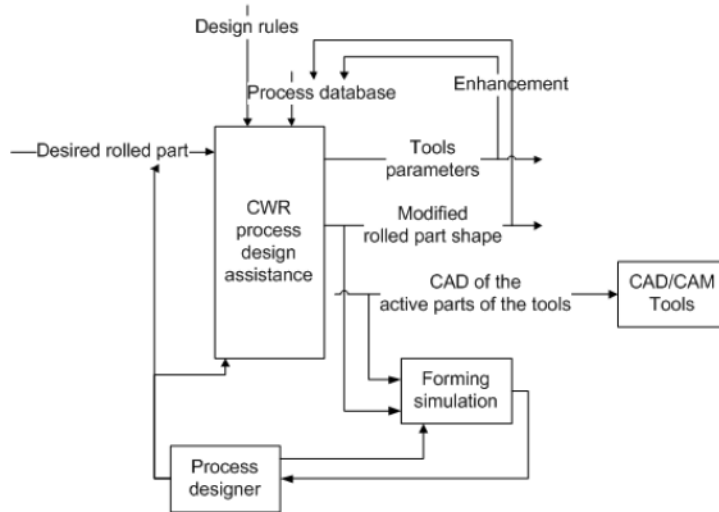 Design rules
Process database
Enhancement
Desired rolled part
Tools
parameters
CWR
process
design
assistance
Modified
rolled part shape
CAD of the
active parts of the tools
CAD/CAM
Tools
Forming
simulation
Process
designer